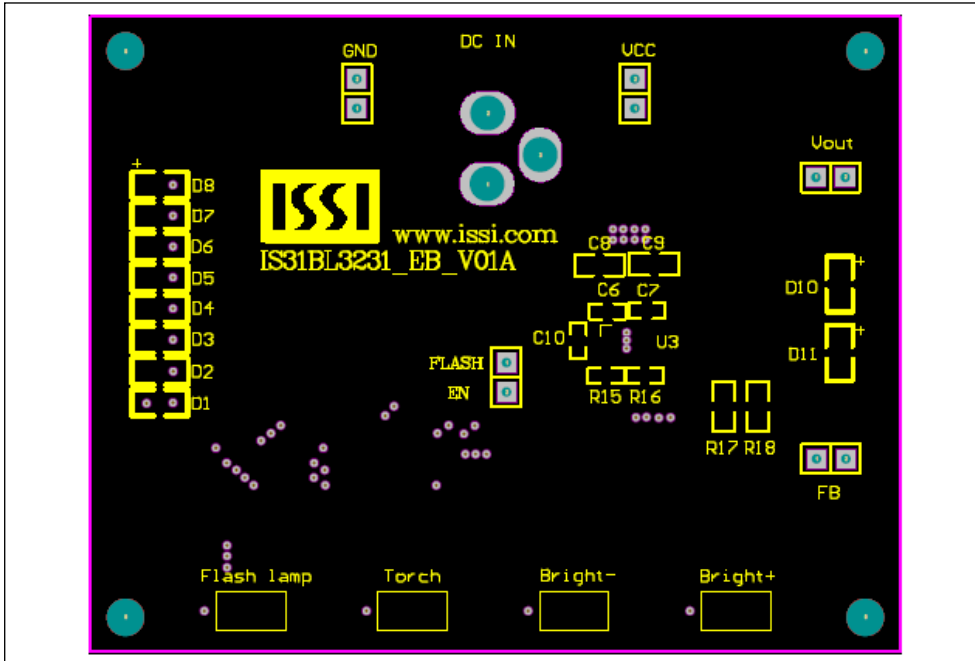 DC IN
GND
VCC
Vout
+
D8
D7
D6
D5
D4
D3
D2
D1
ISSI
www.issi.com
IS31BL3231_EB_V01A
C8
C9
C6
C7
C10
U3
R15
R16
FLASH
EN
+
D10
+
D11
R17
R18
FB
Flash lamp
Torch
Bright-
Bright+